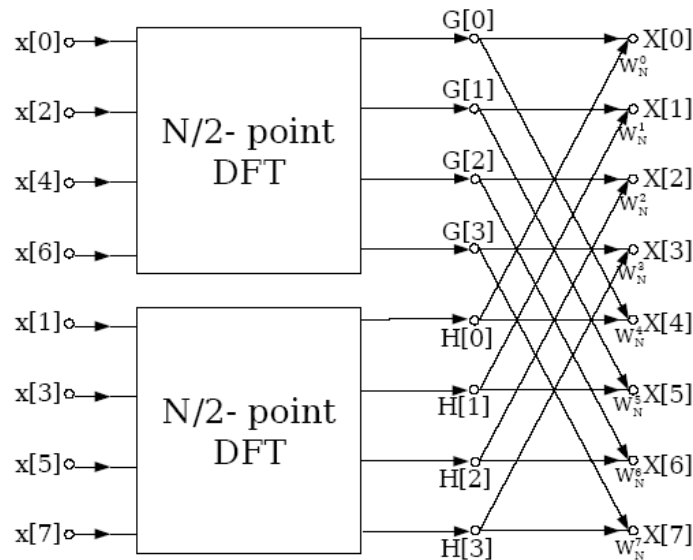 x[0]
x[2]
x[4]
x[6]
x[1]
x[3]
x[5]
x[7]
N/2- point
DFT
N/2- point
DFT
G[0]
G[1]
G[2]
G[3]
H[0]
H[1]
H[2]
H[3]
W_N^0
W_N^1
W_N^2
W_N^3
W_N^4
W_N^5
W_N^6
W_N^7
X[0]
X[1]
X[2]
X[3]
X[4]
X[5]
X[6]
X[7]